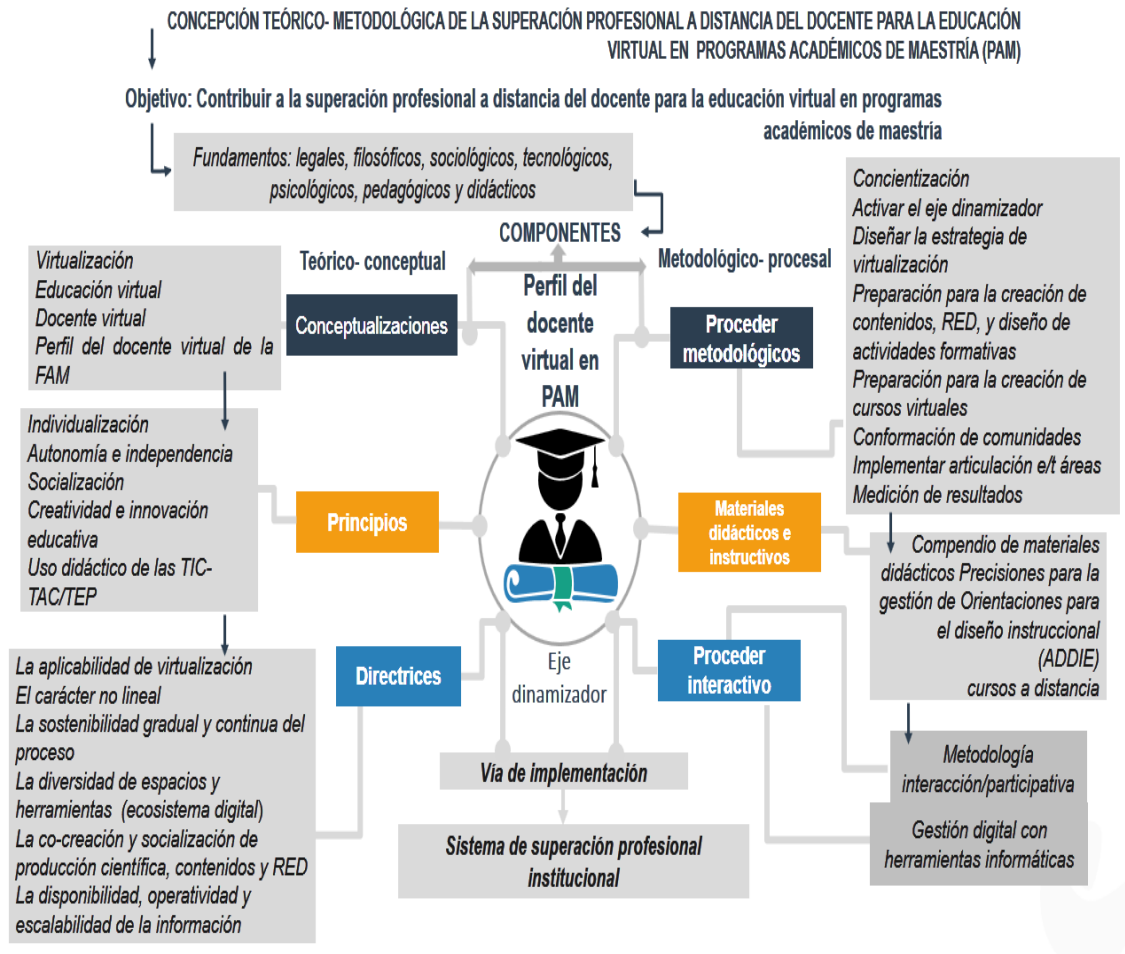 CONCEPCIÓN TEÓRICO- METODOLÓGICA DE LA SUPERACIÓN PROFESIONAL A DISTANCIA DEL DOCENTE PARA LA EDUCACIÓN
VIRTUAL EN PROGRAMAS ACADÉMICOS DE MAESTRÍA (PAM)
Objetivo: Contribuir a la superación profesional a distancia del docente para la educación virtual en programas
académicos de maestría
Fundamentos: legales, filosóficos, sociológicos, tecnológicos,
psicológicos, pedagógicos y didácticos
COMPONENTES
Teórico- conceptual
Metodológico- procesal
Perfil del
docente
virtual en
PAM
Virtualización
Educación virtual
Docente virtual
Perfil del docente virtual de la
FAM
Conceptualizaciones
Individualización
Autonomía e independencia
Socialización
Creatividad e innovación
educativa
Uso didáctico de las TIC-
TAC/TEP
Principios
La aplicabilidad de virtualización
El carácter no lineal
La sostenibilidad gradual y continua del
proceso
La diversidad de espacios y
herramientas (ecosistema digital)
La co-creación y socialización de
producción científica, contenidos y RED
La disponibilidad, operatividad y
escalabilidad de la información
Directrices
Eje
dinamizador
Vía de implementación
Sistema de superación profesional
institucional
Proceder
metodológicos
Concientización
Activar el eje dinamizador
Diseñar la estrategia de
virtualización
Preparación para la creación de
contenidos, RED, y diseño de
actividades formativas
Preparación para la creación de
cursos virtuales
Conformación de comunidades
Implementar articulación e/t áreas
Medición de resultados
Materiales
didácticos e
instructivos
Compendio de materiales
didácticos Precisiones para la
gestión de Orientaciones para
el diseño instruccional
(ADDIE)
cursos a distancia
Proceder
interactivo
Metodología
interacción/participativa
Gestión digital con
herramientas informáticas